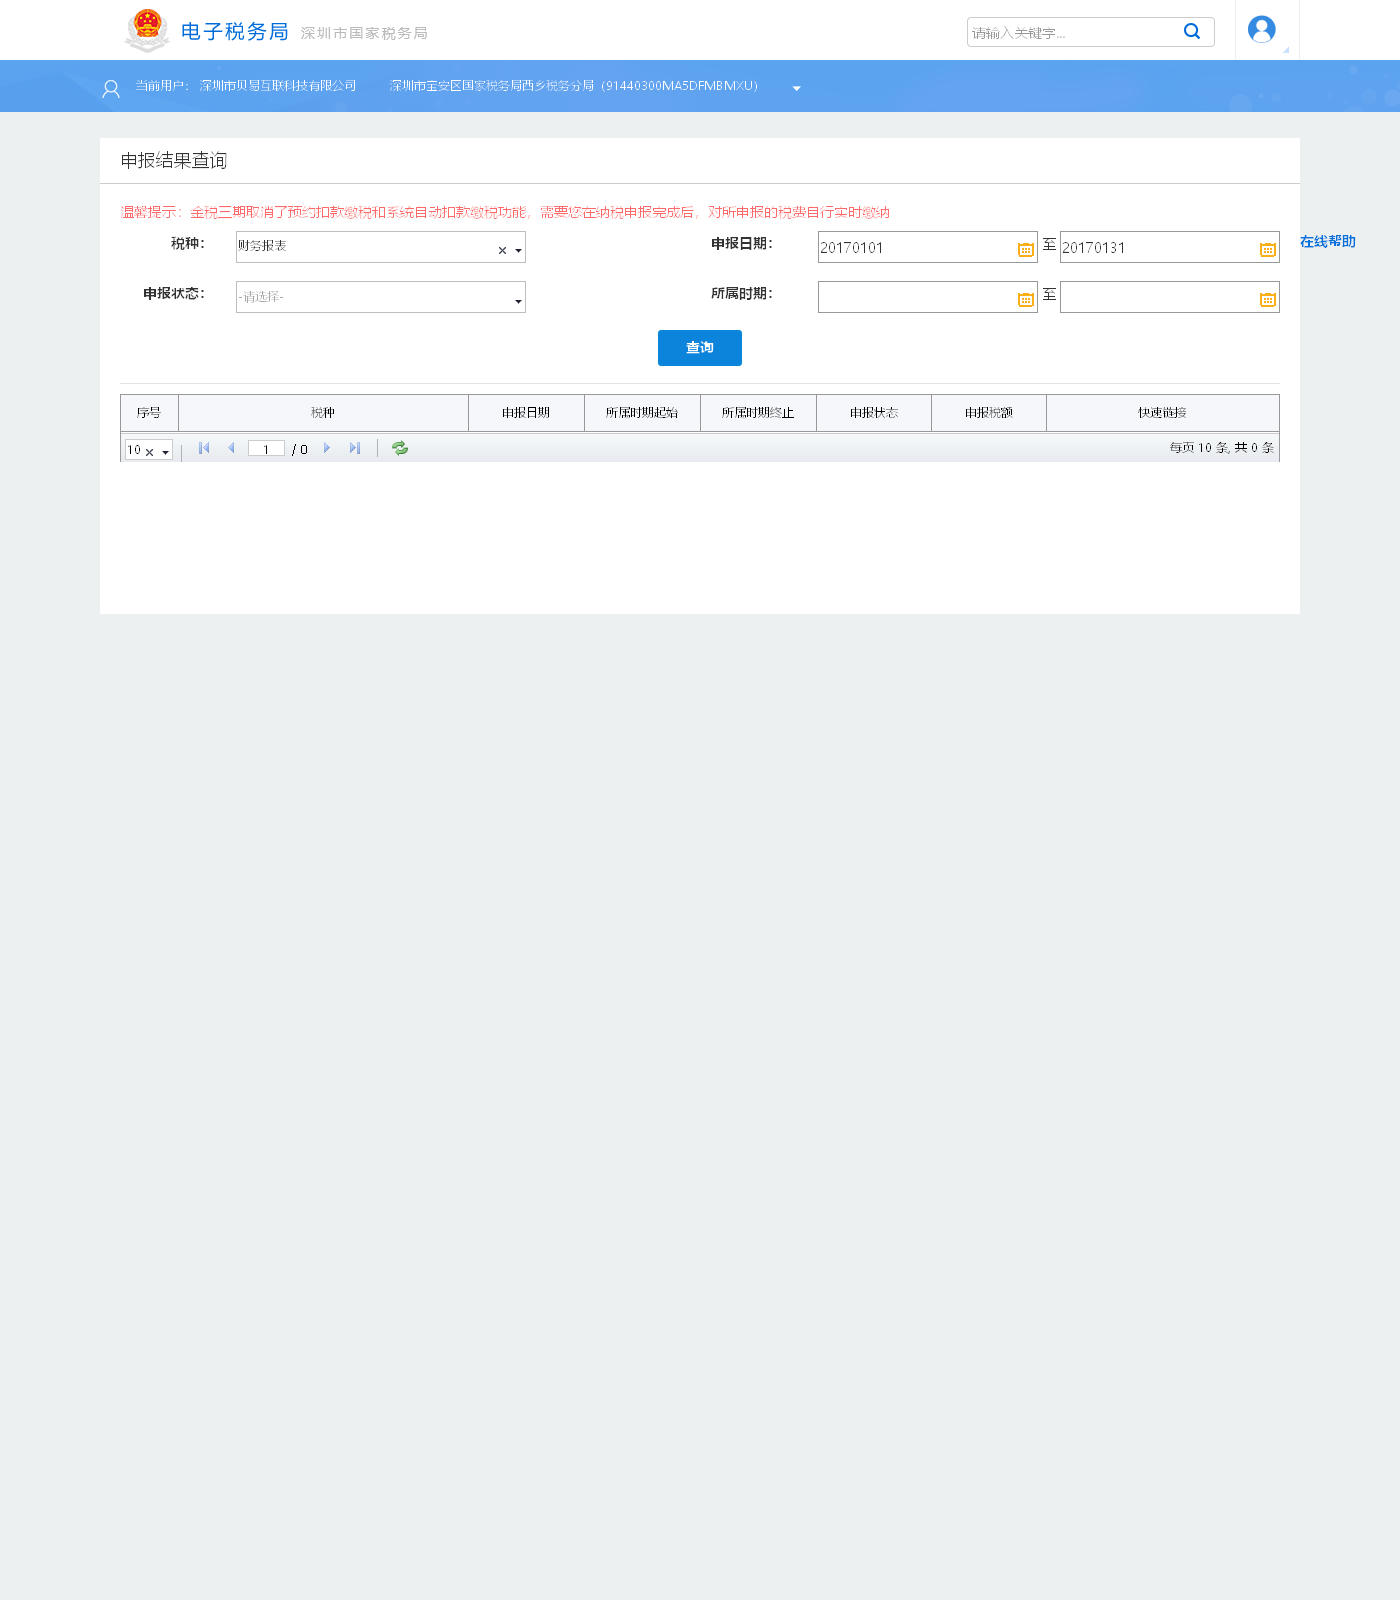 电子税务局 深圳市国家税务局
请输入关键字...
当前用户： 深圳市贝易互联科技有限公司 深圳市宝安区国家税务局西乡税务分局（91440300MA5DFMBMXU）
申报结果查询
温馨提示：金税三期取消了预约扣款缴税和系统自动扣款缴税功能，需要您在纳税申报完成后，对所申报的税费自行实时缴纳
税种： 财务报表 申报日期： 20170101 至 20170131 在线帮助
申报状态： -请选择- 所属时期： 至
查询
序号 税种 申报日期 所属时期起始 所属时期终止 申报状态 申报税额 快速链接
10 1 / 0 每页 10 条, 共 0 条